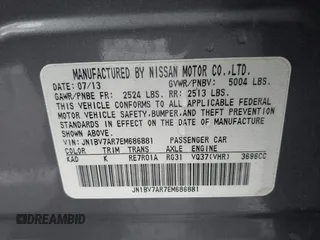 MANUFACTURED BY NISSAN MOTOR CO.,LTD.
DATE: 07/13 GVWR/PNBV: 5004 LBS.
GAWR/PNBE FR: 2524 LBS. RR: 2513 LBS.
THIS VEHICLE CONFORMS TO ALL APPLICABLE
FEDERAL MOTOR VEHICLE SAFETY,BUMPER,AND THEFT
PREVENTION STANDARDS IN EFFECT ON THE DATE
OF MANUFACTURE SHOWN ABOVE.
VIN: JN1BV7AR7EM686881 PASSENGER CAR
COLOR TRIM TRANS AXLE ENGINE
KAD K RE7R01A RG31 VQ37(VHR) 3696CC
JN1BV7AR7EM686881
© DREAMBID